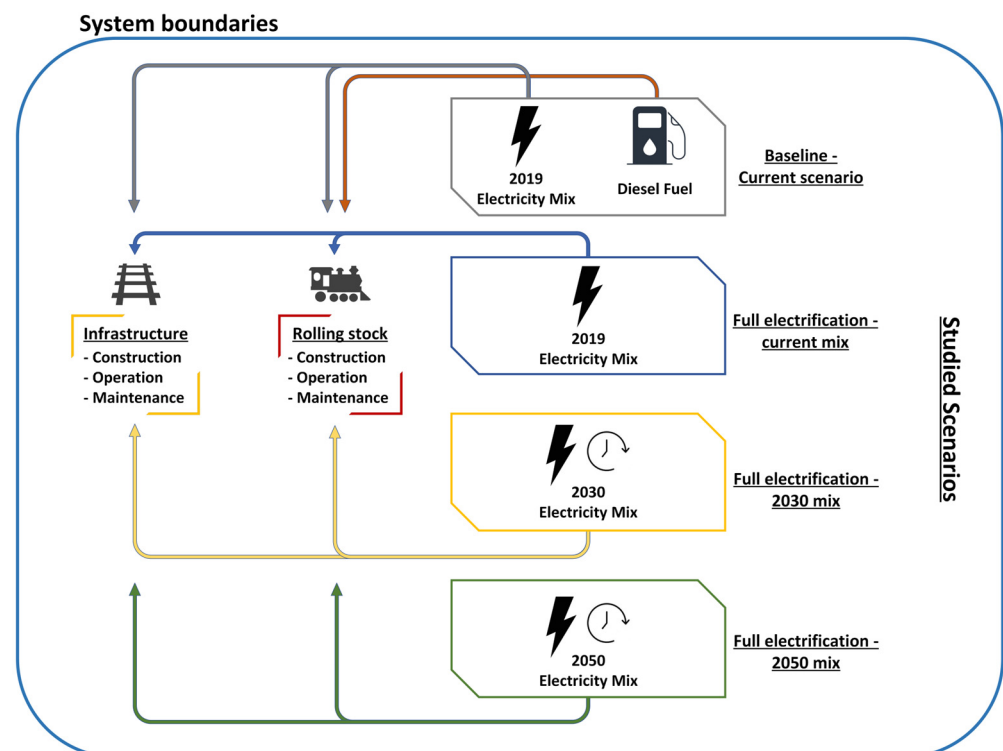 System boundaries
2019
Electricity Mix
Diesel Fuel
Baseline -
Current scenario
Infrastructure
- Construction
- Operation
- Maintenance
Rolling stock
- Construction
- Operation
- Maintenance
2019
Electricity Mix
Full electrification -
current mix
2030
Electricity Mix
Full electrification -
2030 mix
2050
Electricity Mix
Full electrification -
2050 mix
Studied Scenarios